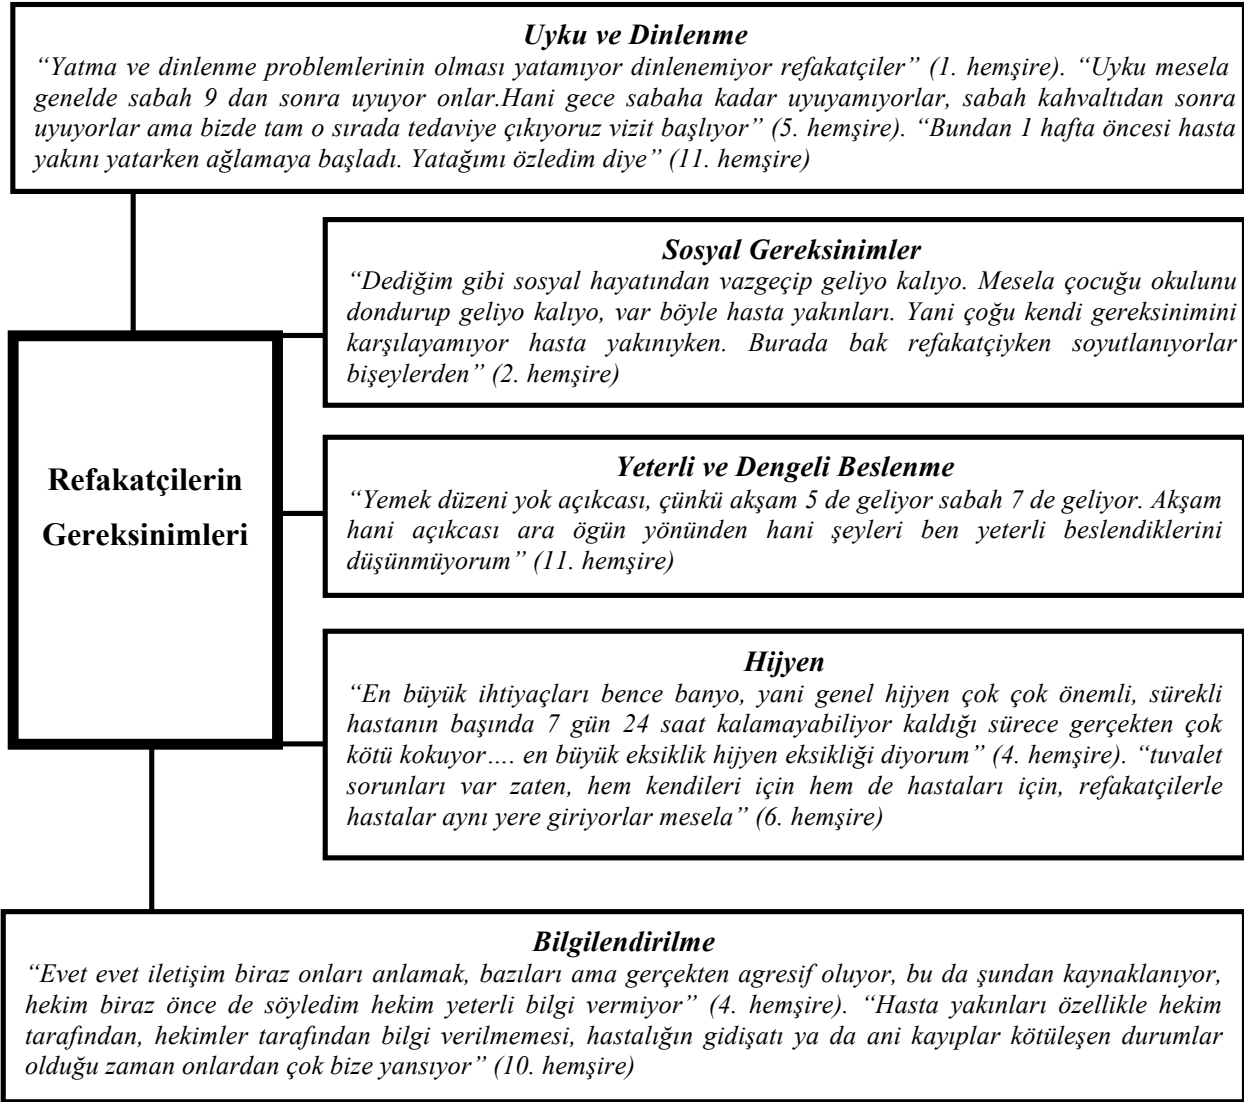 Uyku ve Dinlenme
“Yatma ve dinlenme problemlerinin olması yatamıyor dinlenemiyor refakatçiler” (1. hemşire). “Uyku mesela
genelde sabah 9 dan sonra uyuyor onlar.Hani gece sabaha kadar uyuyamıyorlar, sabah kahvaltıdan sonra
uyuyorlar ama bizde tam o sırada tedaviye çıkıyoruz vizit başlıyor” (5. hemşire). “Bundan 1 hafta öncesi hasta
yakını yatarken ağlamaya başladı. Yatağımı özledim diye” (11. hemşire)
Sosyal Gereksinimler
“Dediğim gibi sosyal hayatından vazgeçip geliyo kalıyo. Mesela çocuğu okulunu
dondurup geliyo kalıyo, var böyle hasta yakınları. Yani çoğu kendi gereksinimini
karşılayamıyor hasta yakınıyken. Burada bak refakatçiyken soyutlanıyorlar
bişeylerden” (2. hemşire)
Refakatçilerin
Gereksinimleri
Yeterli ve Dengeli Beslenme
“Yemek düzeni yok açıkcası, çünkü akşam 5 de geliyor sabah 7 de geliyor. Akşam
hani açıkcası ara ögün yönünden hani şeyleri ben yeterli beslendiklerini
düşünmüyorum” (11. hemşire)
Hijyen
“En büyük ihtiyaçları bence banyo, yani genel hijyen çok çok önemli, sürekli
hastanın başında 7 gün 24 saat kalamayabiliyor kaldığı sürece gerçekten çok
kötü kokuyor…. en büyük eksiklik hijyen eksikliği diyorum” (4. hemşire). “tuvalet
sorunları var zaten, hem kendileri için hem de hastaları için, refakatçilerle
hastalar aynı yere giriyorlar mesela” (6. hemşire)
Bilgilendirilme
“Evet evet iletişim biraz onları anlamak, bazıları ama gerçekten agresif oluyor, bu da şundan kaynaklanıyor,
hekim biraz önce de söyledim hekim yeterli bilgi vermiyor” (4. hemşire). “Hasta yakınları özellikle hekim
tarafından, hekimler tarafından bilgi verilmemesi, hastalığın gidişatı ya da ani kayıplar kötüleşen durumlar
olduğu zaman onlardan çok bize yansıyor” (10. hemşire)